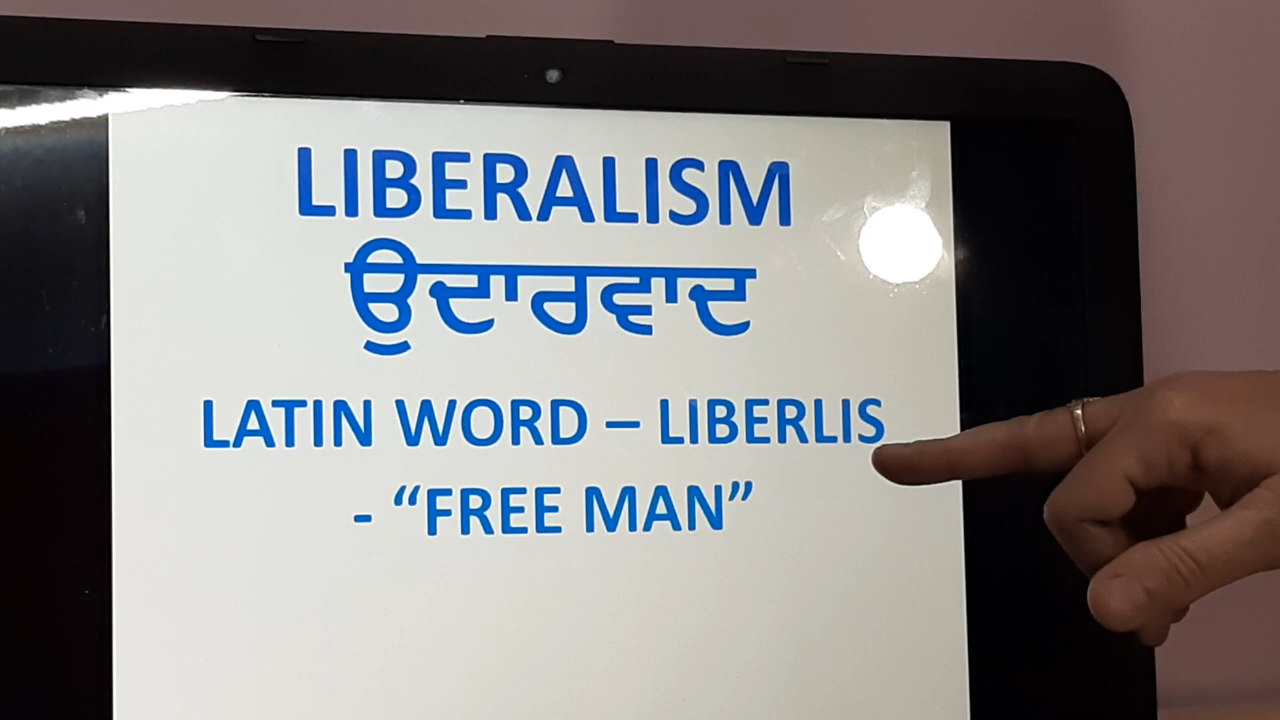 LIBERALISM
ਉਦਾਰਵਾਦ
LATIN WORD – LIBERLIS
- “FREE MAN”